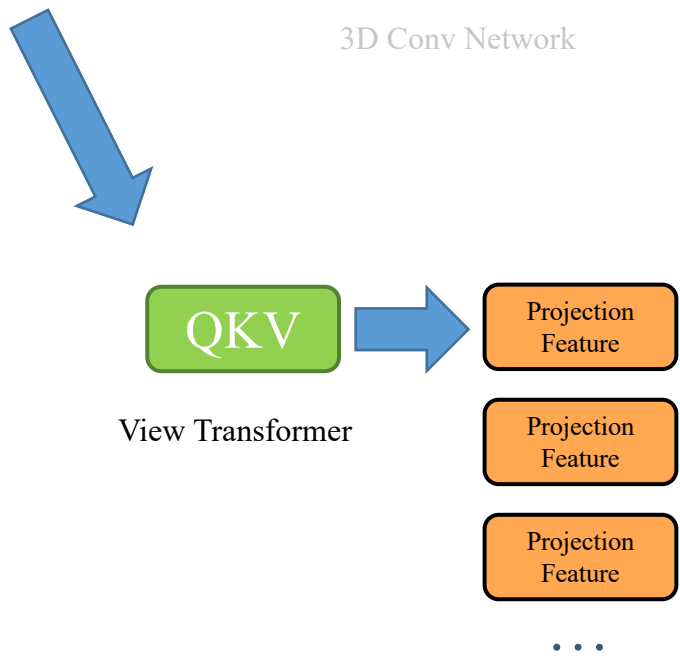 3D Conv Network
QKV
View Transformer
Projection
Feature
Projection
Feature
Projection
Feature
...